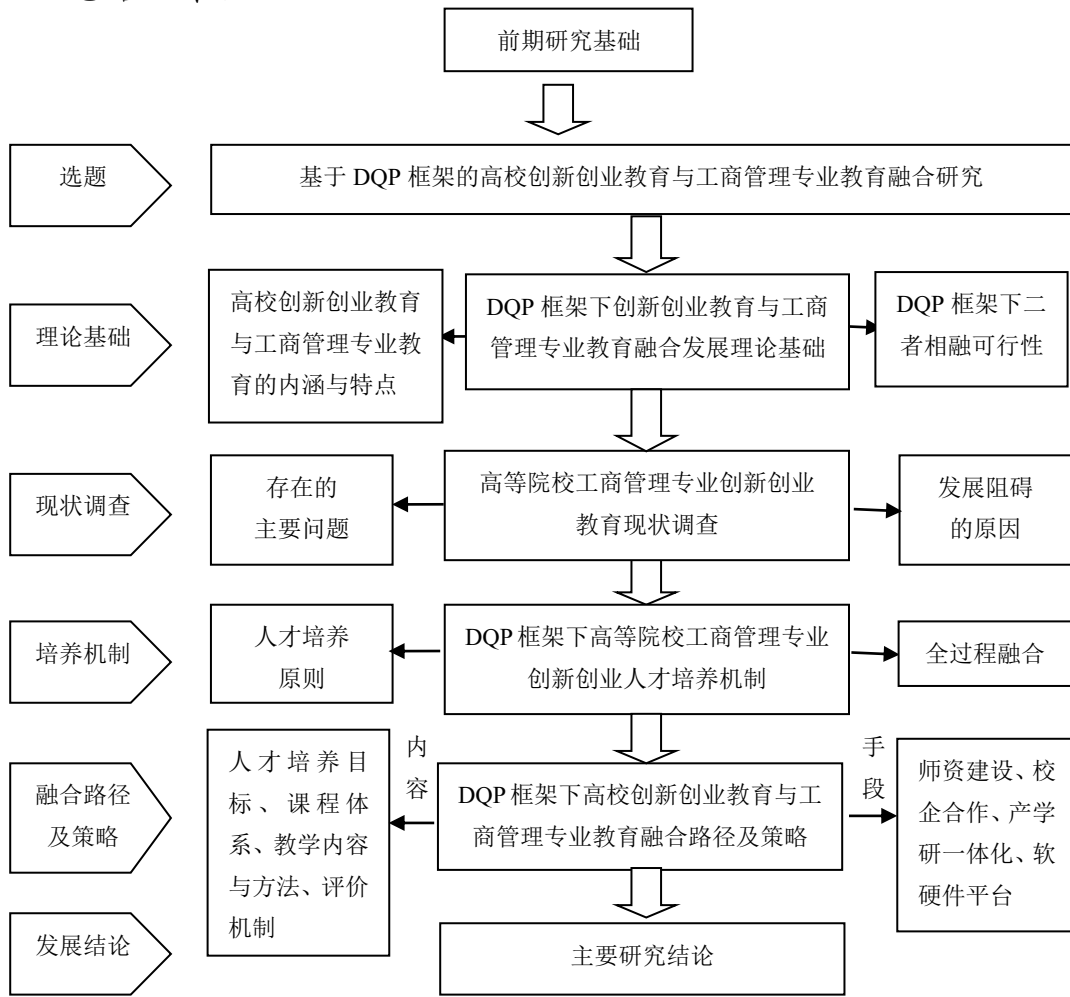 前期研究基础
选题
基于 DQP 框架的高校创新创业教育与工商管理专业教育融合研究
理论基础
高校创新创业教育
与工商管理专业教
育的内涵与特点
DQP 框架下创新创业教育与工商
管理专业教育融合发展理论基础
DQP 框架下二
者相融可行性
现状调查
存在的
主要问题
高等院校工商管理专业创新创业
教育现状调查
发展阻碍
的原因
培养机制
人才培养
原则
DQP 框架下高等院校工商管理专业
创新创业人才培养机制
全过程融合
融合路径
及策略
人才培养目
标、课程体
系、教学内容
与方法、评价
机制
内
容
DQP 框架下高校创新创业教育与工
商管理专业教育融合路径及策略
手
段
师资建设、校
企合作、产学
研一体化、软
硬件平台
发展结论
主要研究结论